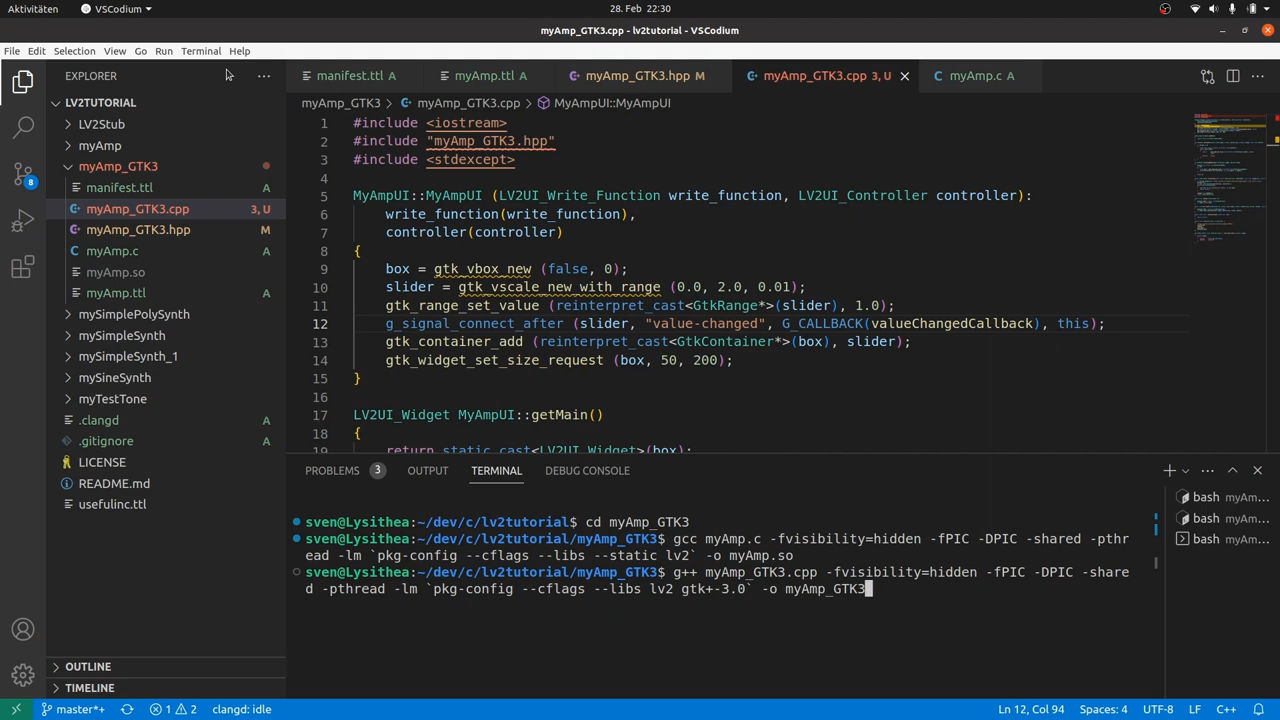 Aktivitäten
VSCodium
28. Feb 22:30
myAmp_GTK3.cpp - lv2tutorial - VSCodium
File Edit Selection View Go Run Terminal Help
EXPLORER
LV2TUTORIAL
LV2Stub
myAmp
myAmp_GTK3
manifest.ttl A
myAmp_GTK3.cpp 3, U
myAmp_GTK3.hpp M
myAmp.c A
myAmp.so
myAmp.ttl A
mySimplePolySynth
mySimpleSynth
mySimpleSynth_1
mySineSynth
myTestTone
.clangd A
.gitignore A
LICENSE
README.md
usefulinc.ttl
OUTLINE
TIMELINE
8
manifest.ttl A myAmp.ttl A myAmp_GTK3.hpp M myAmp_GTK3.cpp 3, U myAmp.c A
myAmp_GTK3 > myAmp_GTK3.cpp > MyAmpUI::MyAmpUI
1 #include <iostream>
2 #include "myAmp_GTK3.hpp"
3 #include <stdexcept>
4
5 MyAmpUI::MyAmpUI (LV2UI_Write_Function write_function, LV2UI_Controller controller):
6 write_function(write_function),
7 controller(controller)
8 {
9 box = gtk_vbox_new (false, 0);
10 slider = gtk_vscale_new_with_range (0.0, 2.0, 0.01);
11 gtk_range_set_value (reinterpret_cast<GtkRange*>(slider), 1.0);
12 g_signal_connect_after (slider, "value-changed", G_CALLBACK(valueChangedCallback), this);
13 gtk_container_add (reinterpret_cast<GtkContainer*>(box), slider);
14 gtk_widget_set_size_request (box, 50, 200);
15 }
16
17 LV2UI_Widget MyAmpUI::getMain()
18 {
19 return static_cast<LV2UI_Widget>(box);
PROBLEMS 3 OUTPUT TERMINAL DEBUG CONSOLE
sven@Lysithea:~/dev/c/lv2tutorial$ cd myAmp_GTK3
sven@Lysithea:~/dev/c/lv2tutorial/myAmp_GTK3$ gcc myAmp.c -fvisibility=hidden -fPIC -DPIC -shared -pthr
ead -lm `pkg-config --cflags --libs --static lv2` -o myAmp.so
sven@Lysithea:~/dev/c/lv2tutorial/myAmp_GTK3$ g++ myAmp_GTK3.cpp -fvisibility=hidden -fPIC -DPIC -share
d -pthread -lm `pkg-config --cflags --libs lv2 gtk+-3.0` -o myAmp_GTK3
bash myAm...
bash myAm...
bash myAm...
master*+ 1 2 clangd: idle
Ln 12, Col 94 Spaces: 4 UTF-8 LF C++